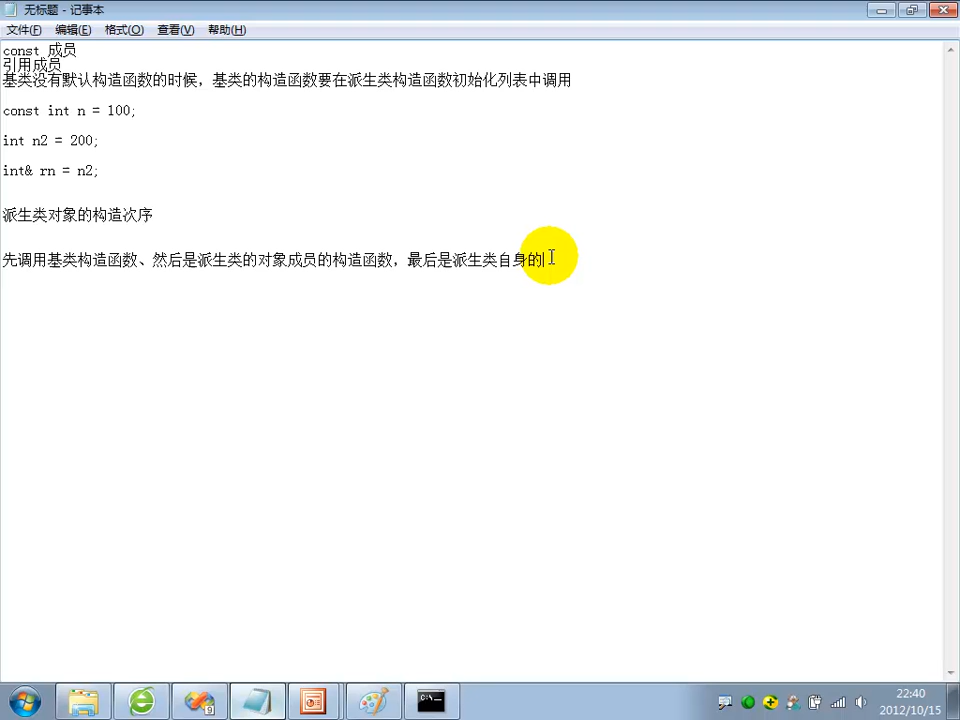 无标题 - 记事本
文件(F) 编辑(E) 格式(O) 查看(V) 帮助(H)
const 成员
引用成员
基类没有默认构造函数的时候，基类的构造函数要在派生类构造函数初始化列表中调用
const int n = 100;
int n2 = 200;
int& rn = n2;
派生类对象的构造次序
先调用基类构造函数、然后是派生类的对象成员的构造函数，最后是派生类自身的
22:40
2012/10/15